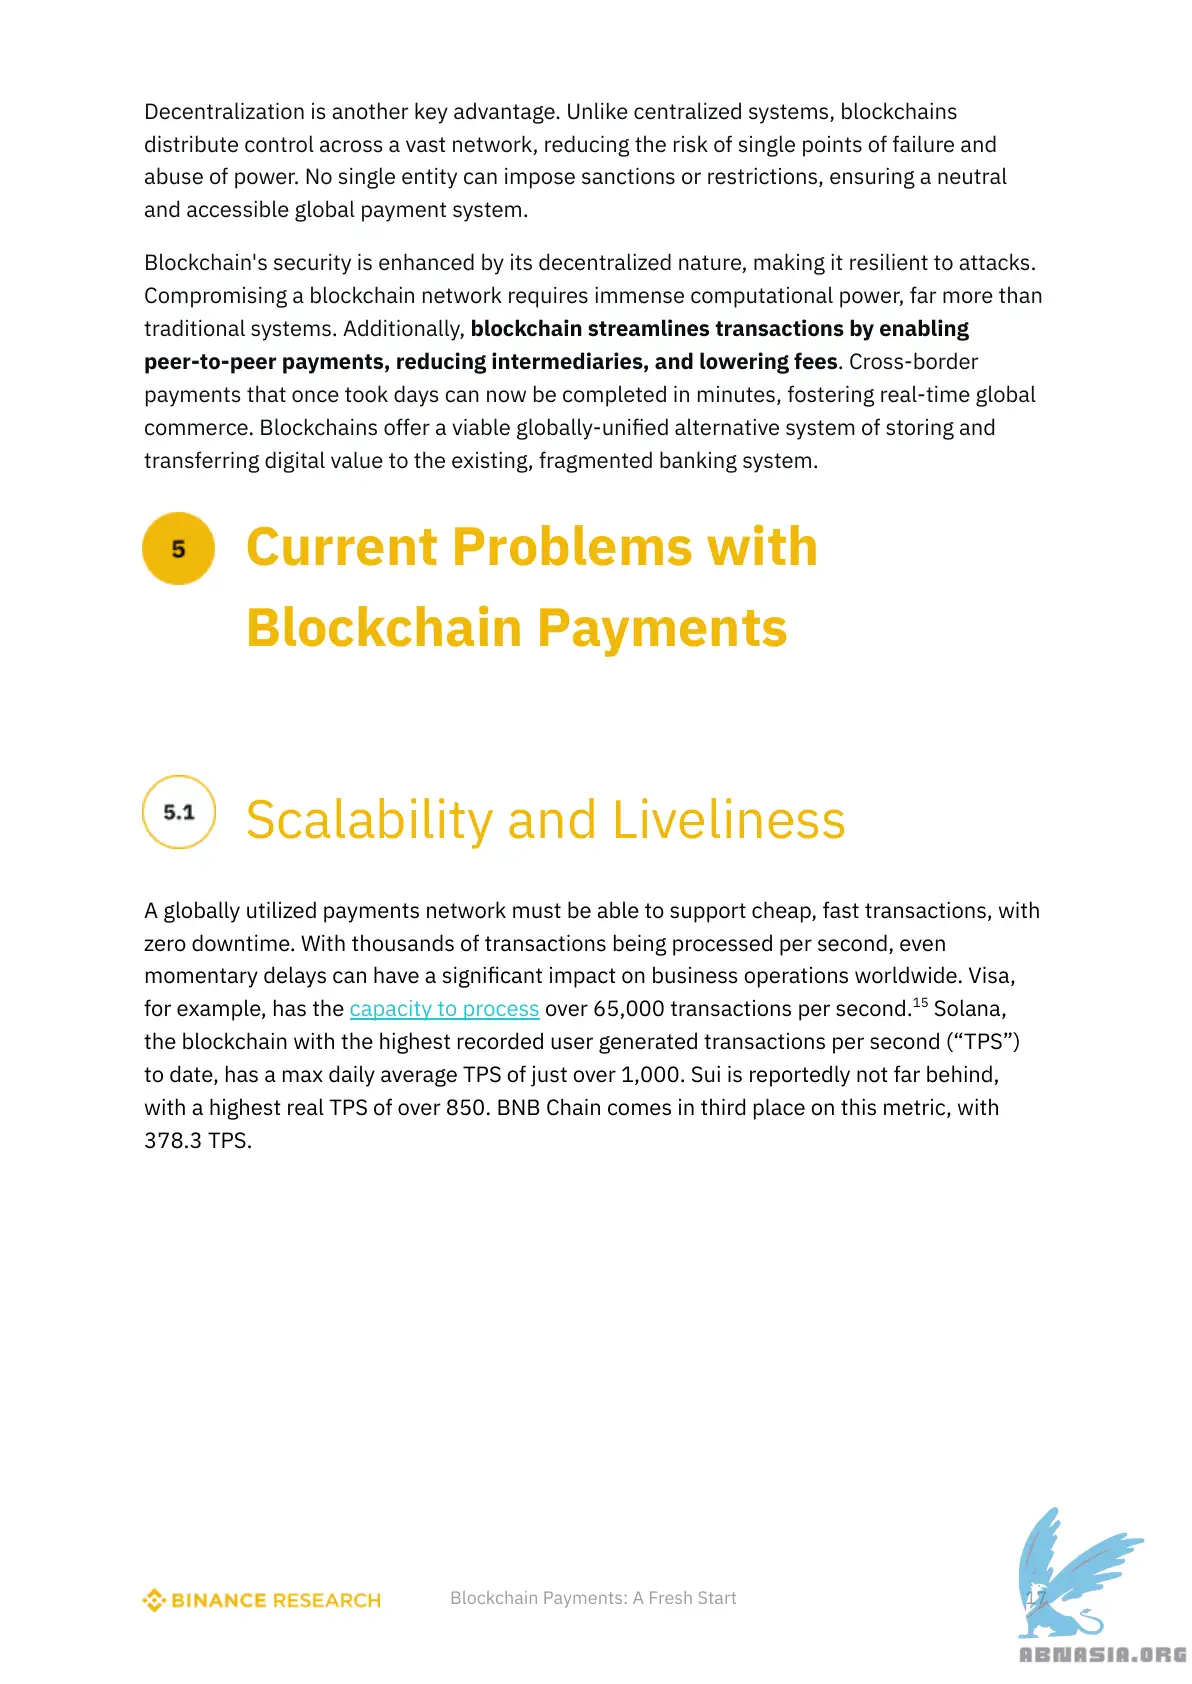 Decentralization is another key advantage. Unlike centralized systems, blockchains
distribute control across a vast network, reducing the risk of single points of failure and
abuse of power. No single entity can impose sanctions or restrictions, ensuring a neutral
and accessible global payment system.
Blockchain's security is enhanced by its decentralized nature, making it resilient to attacks.
Compromising a blockchain network requires immense computational power, far more than
traditional systems. Additionally, blockchain streamlines transactions by enabling
peer-to-peer payments, reducing intermediaries, and lowering fees. Cross-border
payments that once took days can now be completed in minutes, fostering real-time global
commerce. Blockchains offer a viable globally-unified alternative system of storing and
transferring digital value to the existing, fragmented banking system.
5 Current Problems with
Blockchain Payments
5.1 Scalability and Liveliness
A globally utilized payments network must be able to support cheap, fast transactions, with
zero downtime. With thousands of transactions being processed per second, even
momentary delays can have a significant impact on business operations worldwide. Visa,
for example, has the capacity to process over 65,000 transactions per second.¹⁵ Solana,
the blockchain with the highest recorded user generated transactions per second (“TPS”)
to date, has a max daily average TPS of just over 1,000. Sui is reportedly not far behind,
with a highest real TPS of over 850. BNB Chain comes in third place on this metric, with
378.3 TPS.
BINANCE RESEARCH Blockchain Payments: A Fresh Start 17
ABNASIA.ORG